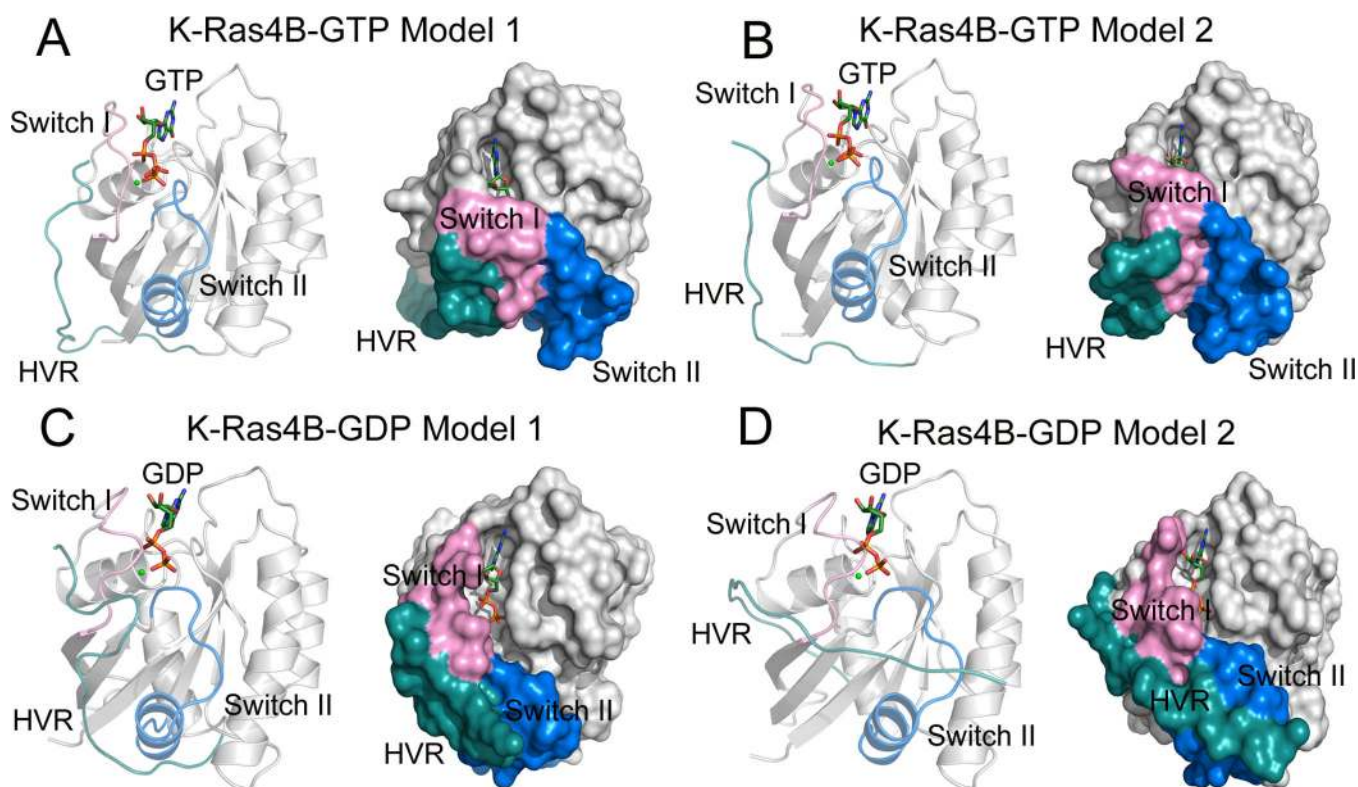 A
K-Ras4B-GTP Model 1
GTP
Switch I
Switch II
HVR
Switch I
HVR
Switch II
B
K-Ras4B-GTP Model 2
GTP
Switch I
Switch II
HVR
Switch I
HVR
Switch II
C
K-Ras4B-GDP Model 1
GDP
Switch I
HVR
Switch II
Switch I
Switch II
HVR
D
K-Ras4B-GDP Model 2
GDP
Switch I
HVR
Switch II
Switch I
Switch II
HVR